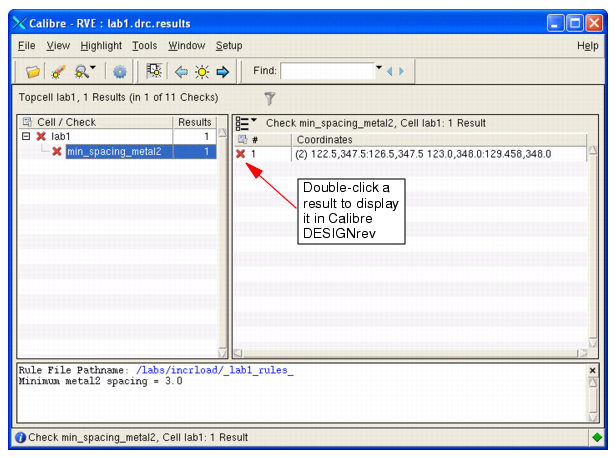 Calibre - RVE : lab1.drc.results
File View Highlight Tools Window Setup Help
Find:
Topcell lab1, 1 Results (in 1 of 11 Checks)
Cell / Check Results
lab1 1
min_spacing_metal2 1
Check min_spacing_metal2, Cell lab1: 1 Result
# Coordinates
1 (2) 122.5,347.5:126.5,347.5 123.0,348.0:129.458,348.0
Double-click a
result to display
it in Calibre
DESIGNrev
Rule File Pathname: /labs/incrload/_lab1_rules_
Minimum metal2 spacing = 3.0
Check min_spacing_metal2, Cell lab1: 1 Result